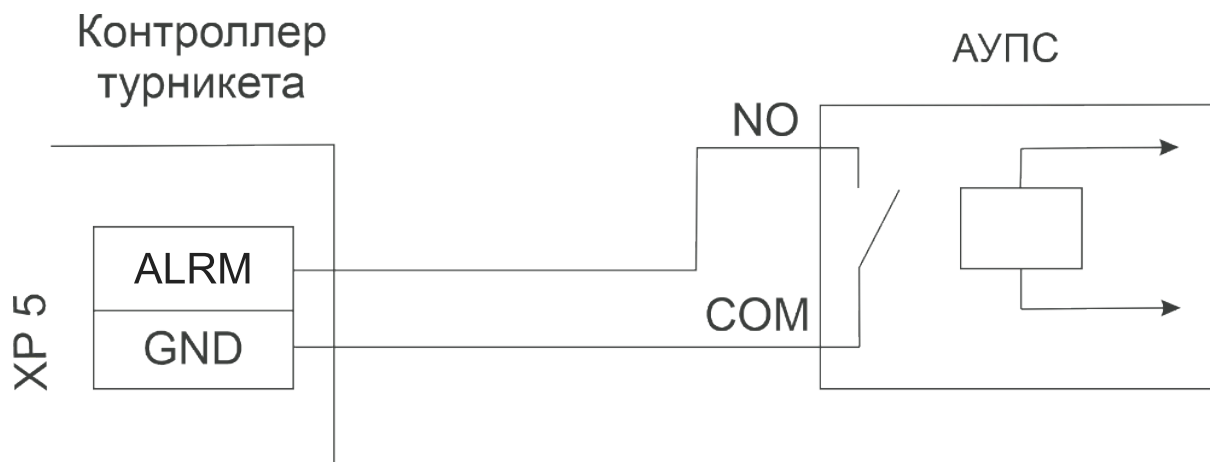 Контроллер
турникета
АУПС
NO
ALRM
COM
GND
XP 5